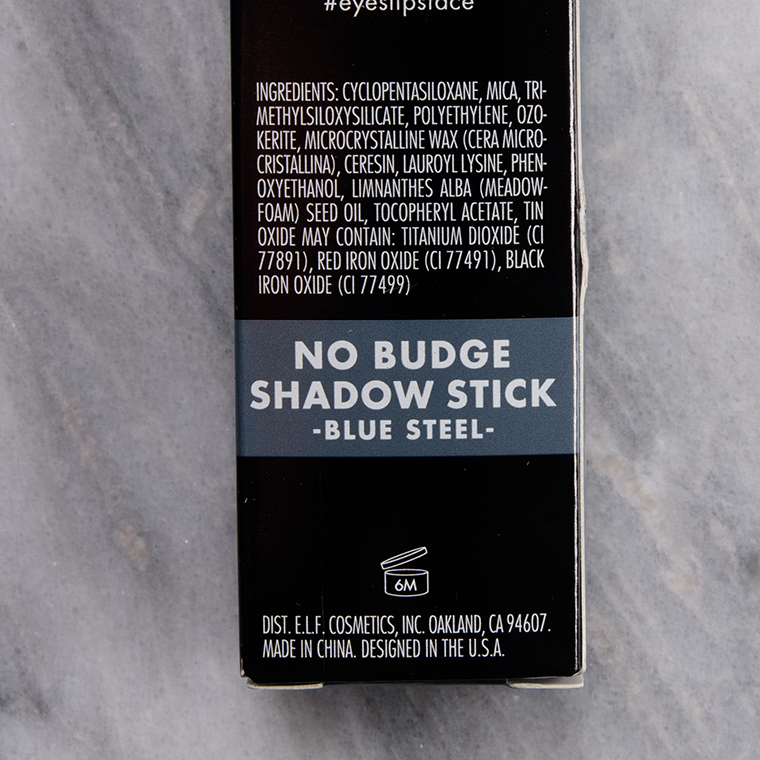 #eyeslipsface
INGREDIENTS: CYCLOPENTASILOXANE, MICA, TRI-
METHYLSILOXYSILICATE, POLYETHYLENE, OZO-
KERITE, MICROCRYSTALLINE WAX (CERA MICRO-
CRISTALLINA), CERESIN, LAUROYL LYSINE, PHEN-
OXYETHANOL, LIMNANTHES ALBA (MEADOW-
FOAM) SEED OIL, TOCOPHERYL ACETATE, TIN
OXIDE MAY CONTAIN: TITANIUM DIOXIDE (CI
77891), RED IRON OXIDE (CI 77491), BLACK
IRON OXIDE (CI 77499)
NO BUDGE
SHADOW STICK
-BLUE STEEL-
6M
DIST. E.L.F. COSMETICS, INC. OAKLAND, CA 94607.
MADE IN CHINA. DESIGNED IN THE U.S.A.